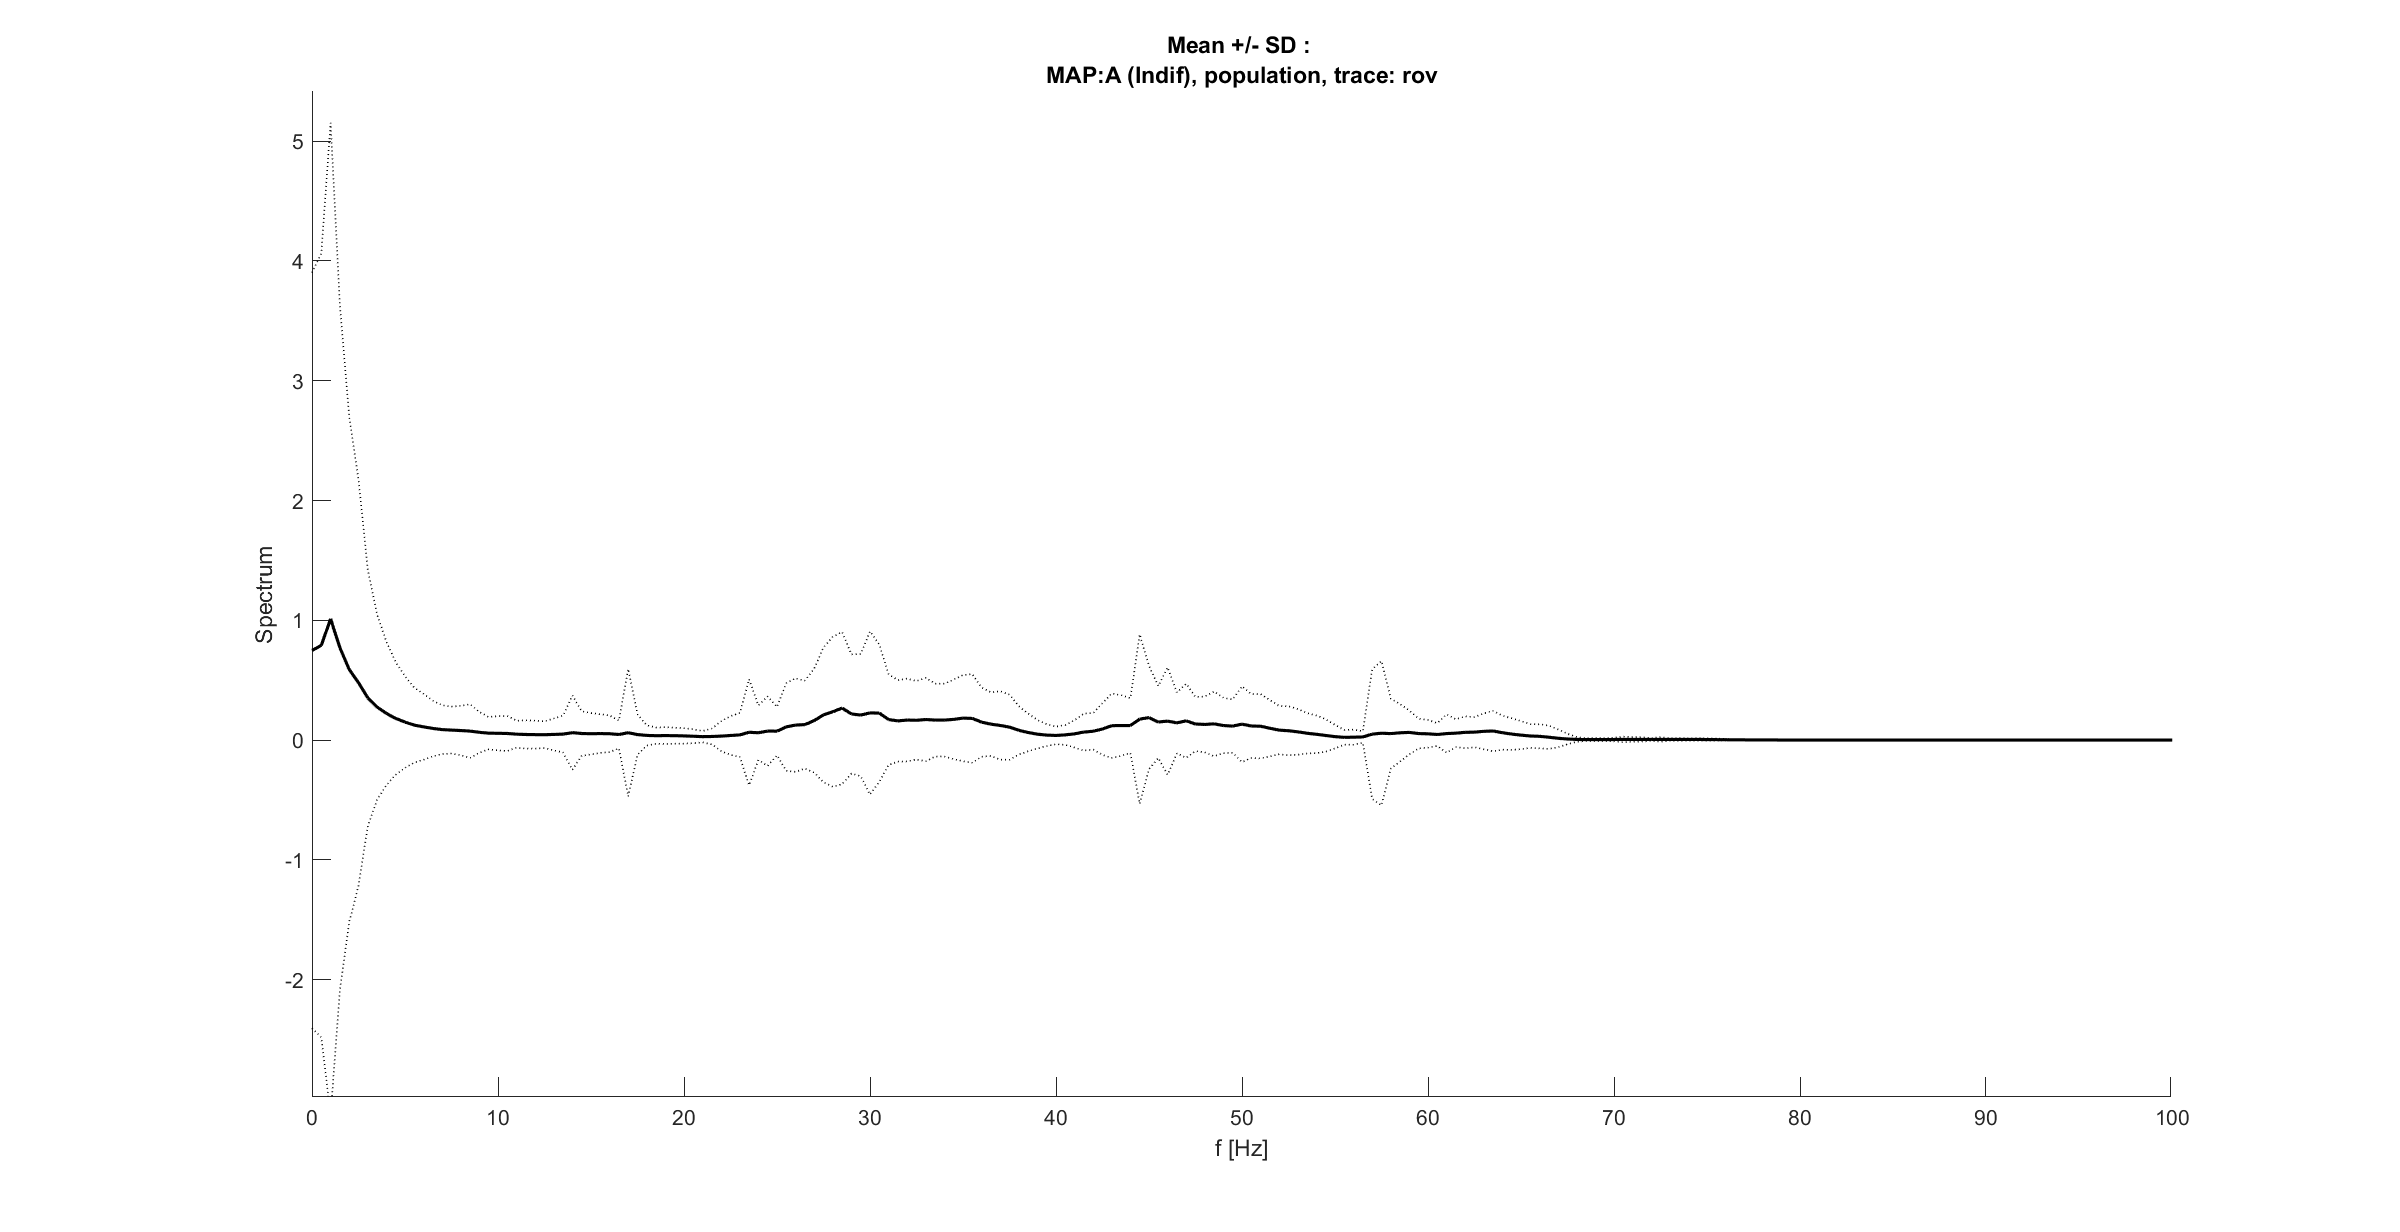 Mean +/- SD :
MAP:A (Indif), population, trace: rov
5
4
3
2
1
0
-1
-2
Spectrum
0 10 20 30 40 50 60 70 80 90 100
f [Hz]